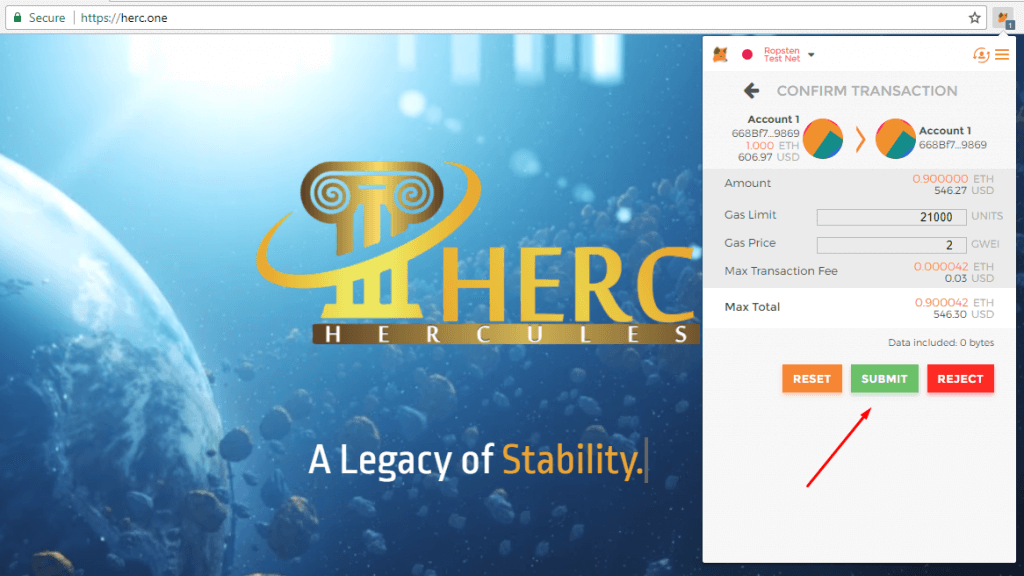 Secure | https://herc.one
1
Ropsten
Test Net
CONFIRM TRANSACTION
Account 1
668Bf7...9869
1.000 ETH
606.97 USD
Account 1
668Bf7...9869
Amount
0.900000 ETH
546.27 USD
Gas Limit
21000 UNITS
Gas Price
2 GWEI
Max Transaction Fee
0.000042 ETH
0.03 USD
Max Total
0.900042 ETH
546.30 USD
Data included: 0 bytes
RESET SUBMIT REJECT
HERC
HERCULES
A Legacy of Stability.